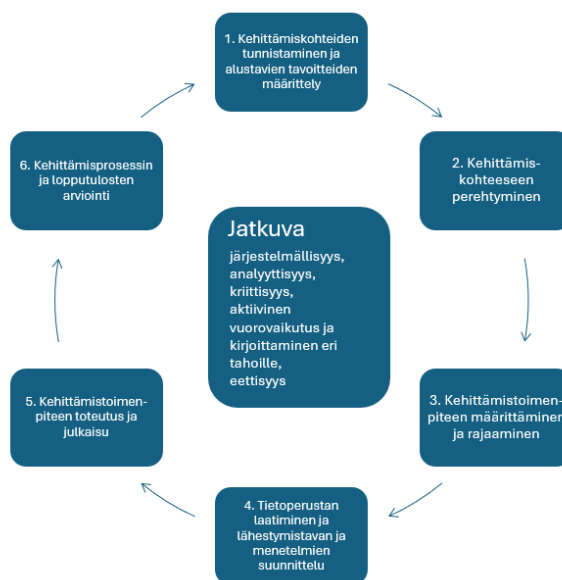 1. Kehittämiskohteiden
tunnistaminen ja
alustavien tavoitteiden
määrittely
2. Kehittämis-
kohteeseen
perehtyminen
3. Kehittämistoimen-
piteen määrittäminen
ja rajaaminen
4. Tietoperustan
laatiminen ja
lähestymistavan ja
menetelmien
suunnittelu
5. Kehittämistoimen-
piteen toteutus ja
julkaisu
6. Kehittämisprosessin
ja lopputulosten
arviointi
Jatkuva
järjestelmällisyys,
analyyttisyys,
kriittisyys,
aktiivinen
vuorovaikutus ja
kirjoittaminen eri
tahoille,
eettisyys